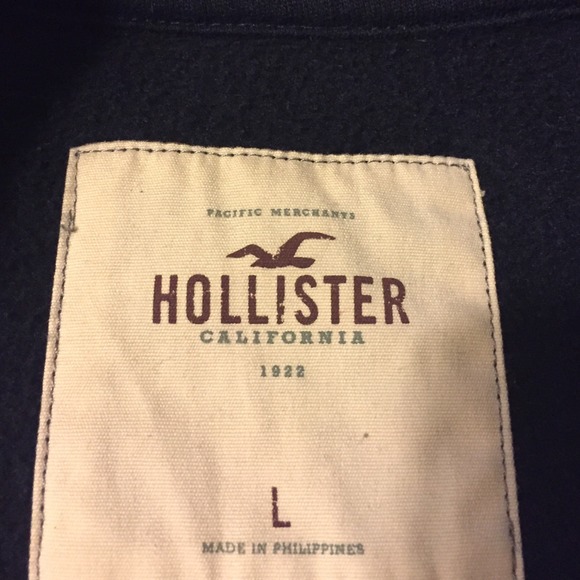 PACIFIC MERCHANTS
HOLLISTER
CALIFORNIA
1922
L
MADE IN PHILIPPINES